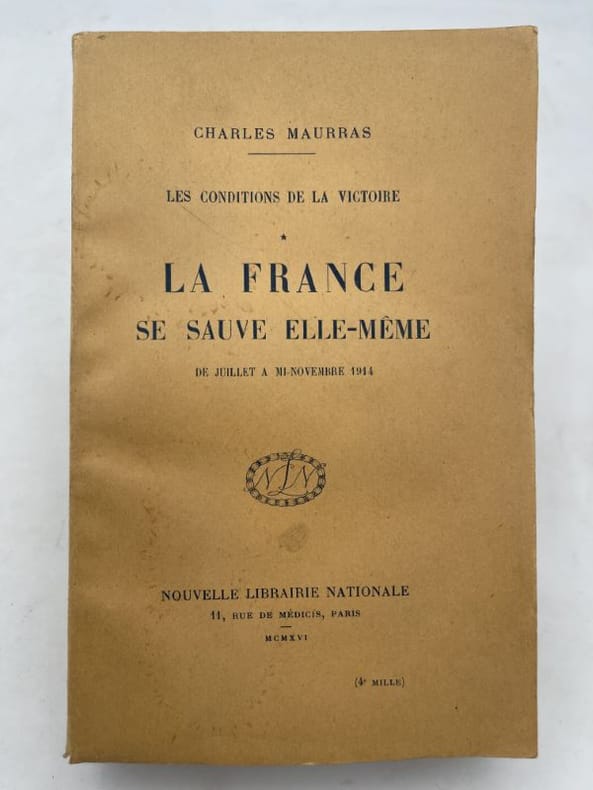 CHARLES MAURRAS
LES CONDITIONS DE LA VICTOIRE
★
LA FRANCE
SE SAUVE ELLE-MÊME
DE JUILLET A MI-NOVEMBRE 1914
NLN
NOUVELLE LIBRAIRIE NATIONALE
11, RUE DE MÉDICIS, PARIS
MCMXVI
(4e MILLE)